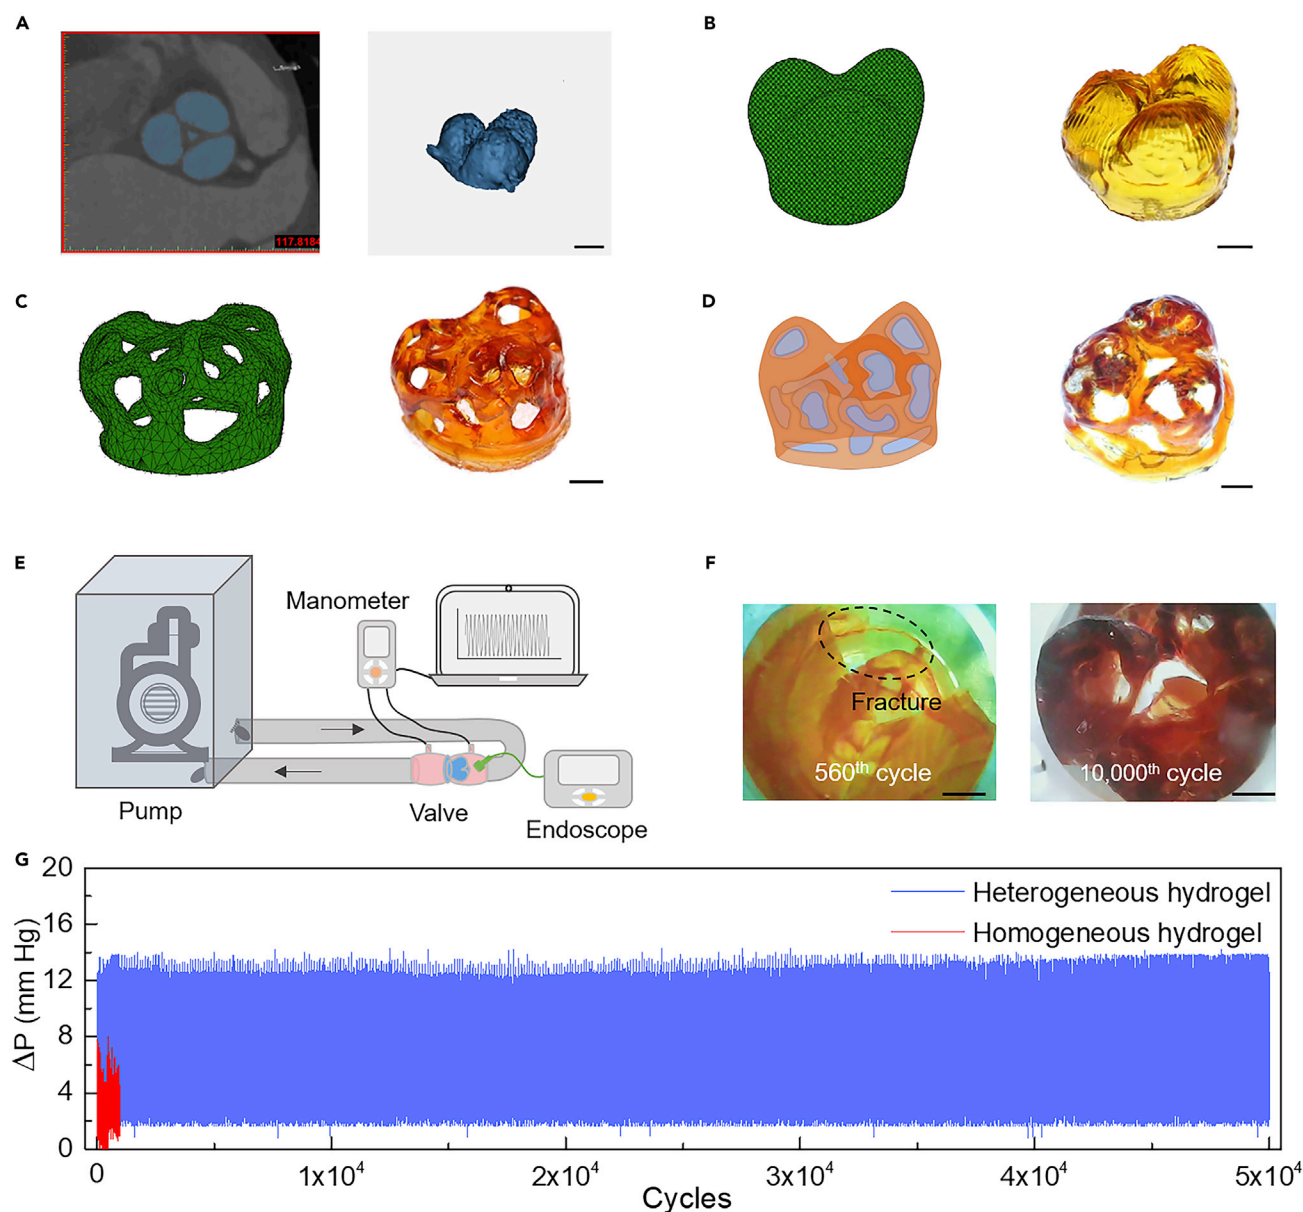 A
B
117.8184
C
D
E
F
Manometer
Pump
Valve
Endoscope
Fracture
560th cycle
10,000th cycle
G
20
16
12
8
4
0
ΔP (mm Hg)
Heterogeneous hydrogel
Homogeneous hydrogel
0
1x10⁴
2x10⁴
3x10⁴
4x10⁴
5x10⁴
Cycles